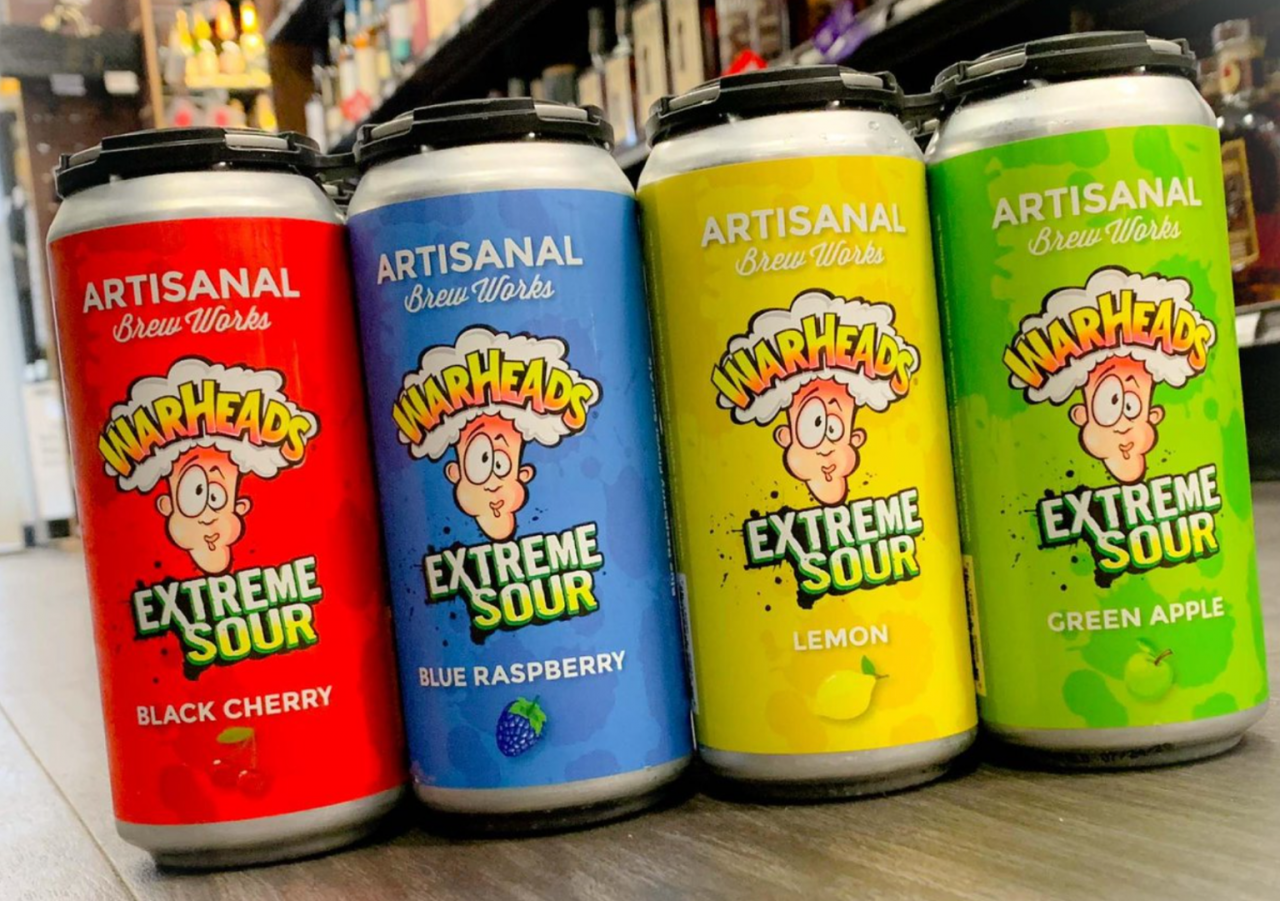 ARTISANAL
Brew Works
WARHEADS
EXTREME
SOUR
BLACK CHERRY
ARTISANAL
Brew Works
WARHEADS
EXTREME
SOUR
BLUE RASPBERRY
ARTISANAL
Brew Works
WARHEADS
EXTREME
SOUR
LEMON
ARTISANAL
Brew Works
WARHEADS
EXTREME
SOUR
GREEN APPLE